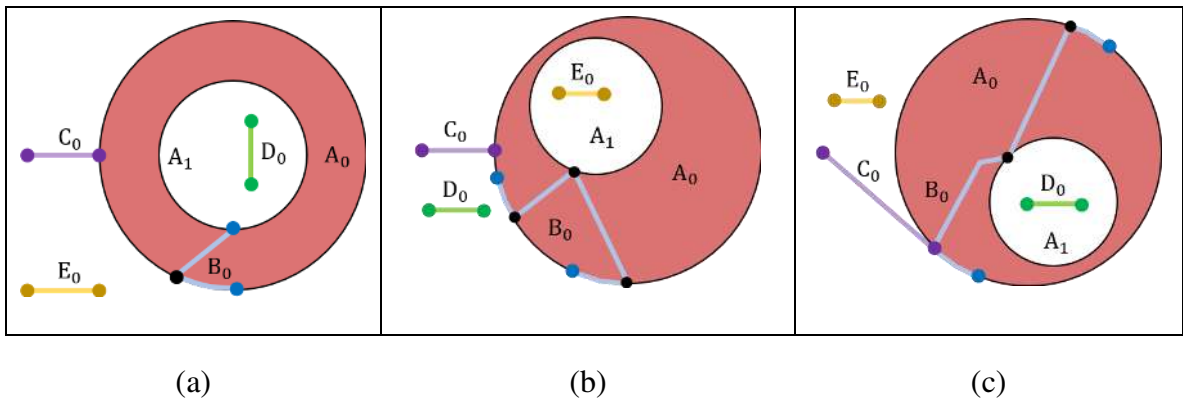 C₀
A₁
D₀
A₀
B₀
E₀
E₀
C₀
A₁
D₀
A₀
B₀
A₀
E₀
C₀
B₀
D₀
A₁
(a)
(b)
(c)